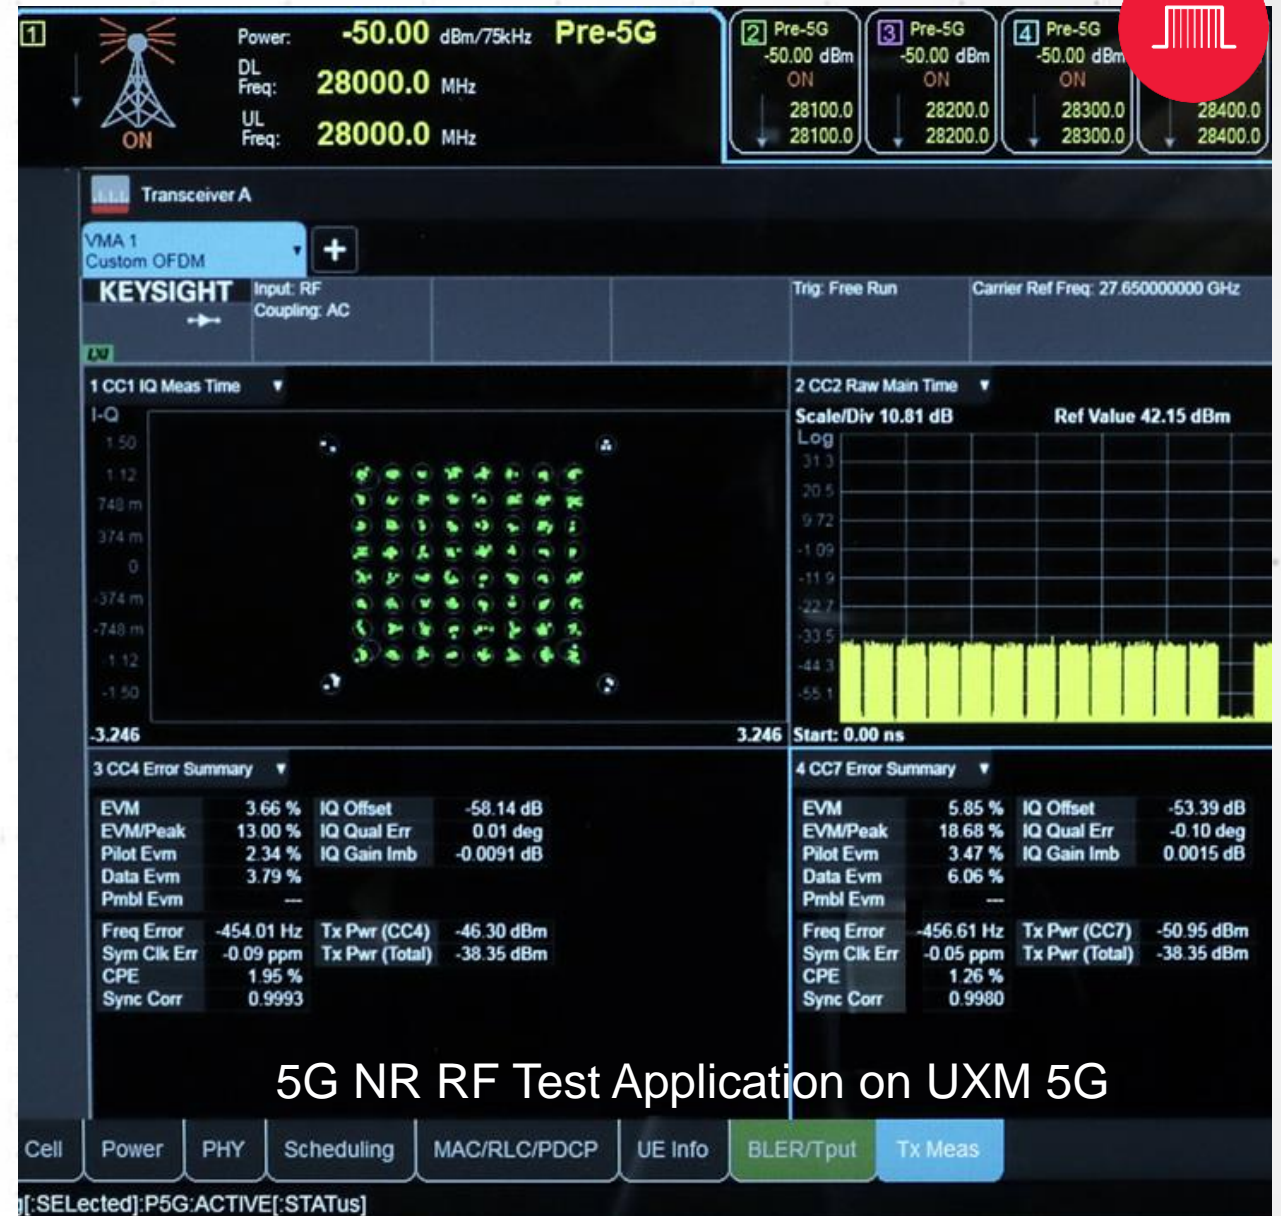 1
Power: -50.00 dBm/75kHz Pre-5G
DL
Freq: 28000.0 MHz
UL
Freq: 28000.0 MHz
ON
2 Pre-5G
-50.00 dBm
ON
28100.0
28100.0
3 Pre-5G
-50.00 dBm
ON
28200.0
28200.0
4 Pre-5G
-50.00 dBm
ON
28300.0
28300.0
28400.0
28400.0
Transceiver A
VMA 1
Custom OFDM
+
KEYSIGHT
LXI
Input: RF
Coupling: AC
Trig: Free Run
Carrier Ref Freq: 27.650000000 GHz
1 CC1 IQ Meas Time
I-Q
1.50
1.12
748 m
374 m
0
-374 m
-748 m
-1.12
-1.50
-3.246 3.246
2 CC2 Raw Main Time
Scale/Div 10.81 dB Ref Value 42.15 dBm
Log
31.3
20.5
9.72
-1.09
-11.9
-22.7
-33.5
-44.3
-55.1
Start: 0.00 ns
3 CC4 Error Summary
EVM 3.66 % IQ Offset -58.14 dB
EVM/Peak 13.00 % IQ Qual Err 0.01 deg
Pilot Evm 2.34 % IQ Gain Imb -0.0091 dB
Data Evm 3.79 %
Pmbl Evm ---
Freq Error -454.01 Hz Tx Pwr (CC4) -46.30 dBm
Sym Clk Err -0.09 ppm Tx Pwr (Total) -38.35 dBm
CPE 1.95 %
Sync Corr 0.9993
4 CC7 Error Summary
EVM 5.85 % IQ Offset -53.39 dB
EVM/Peak 18.68 % IQ Qual Err -0.10 deg
Pilot Evm 3.47 % IQ Gain Imb 0.0015 dB
Data Evm 6.06 %
Pmbl Evm ---
Freq Error -456.61 Hz Tx Pwr (CC7) -50.95 dBm
Sym Clk Err -0.05 ppm Tx Pwr (Total) -38.35 dBm
CPE 1.26 %
Sync Corr 0.9980
5G NR RF Test Application on UXM 5G
Cell Power PHY Scheduling MAC/RLC/PDCP UE Info BLER/Tput Tx Meas
g[:SELected]:P5G:ACTIVE[:STATus]